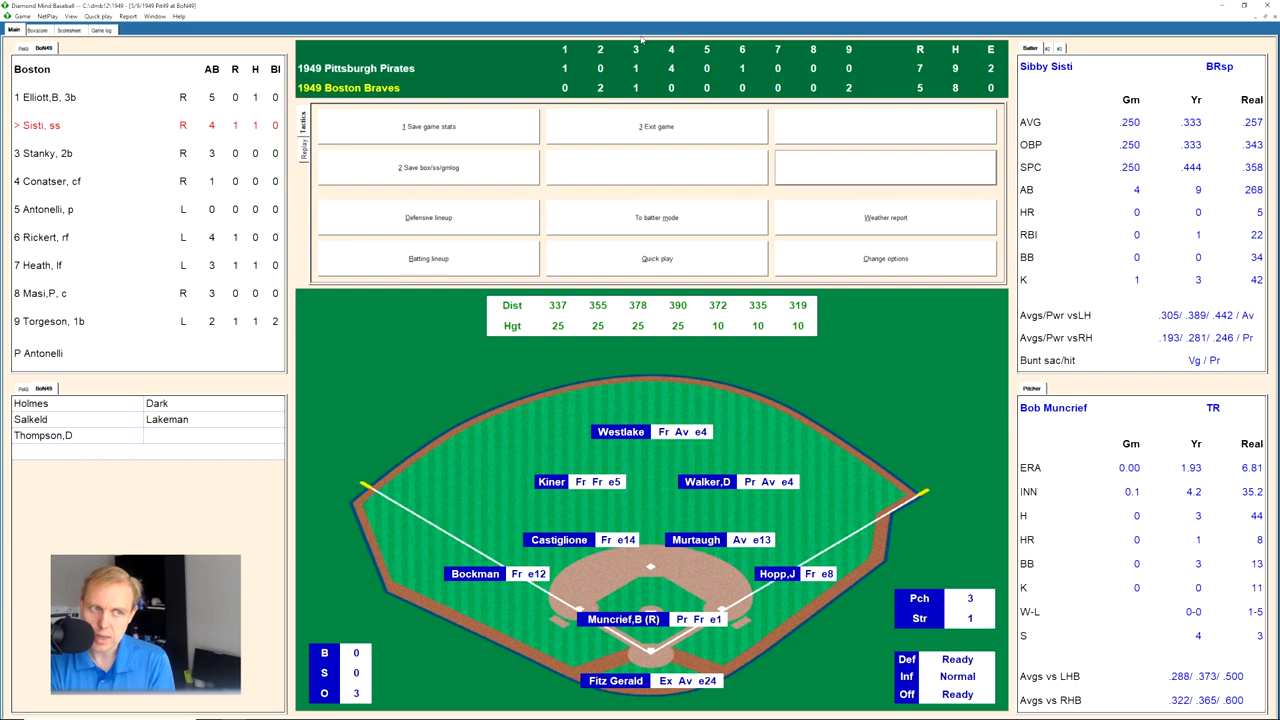 Diamond Mind Baseball -- C:\dmb12\1949 - [5/9/1949 Pit49 at BoN49]
Game NetPlay View Quick play Report Window Help
Main Boxscore Scoresheet Game log
Pit49 BoN49
Boston AB R H BI
1 Elliott,B, 3b R 5 0 1 0
> Sisti, ss R 4 1 1 0
3 Stanky, 2b R 3 0 0 0
4 Conatser, cf R 1 0 0 0
5 Antonelli, p L 0 0 0 0
6 Rickert, rf L 4 1 0 0
7 Heath, lf L 3 1 1 0
8 Masi,P, c R 3 0 0 0
9 Torgeson, 1b L 2 1 1 2
P Antonelli
Pit49 BoN49
Holmes Dark
Salkeld Lakeman
Thompson,D
1 2 3 4 5 6 7 8 9 R H E
1949 Pittsburgh Pirates 1 0 1 4 0 1 0 0 0 7 9 2
1949 Boston Braves 0 2 1 0 0 0 0 0 2 5 8 0
Tactics
Replay
1 Save game stats 3 Exit game
2 Save box/ss/gmlog
Defensive lineup To batter mode Weather report
Batting lineup Quick play Change options
Dist 337 355 378 390 372 335 319
Hgt 25 25 25 25 10 10 10
Westlake Fr Av e4
Kiner Fr Fr e5 Walker,D Pr Av e4
Castiglione Fr e14 Murtaugh Av e13
Bockman Fr e12 Hopp,J Fr e8
Muncrief,B (R) Pr Fr e1
Fitz Gerald Ex Av e24
B 0
S 0
O 3
Pch 3
Str 1
Def Ready
Inf Normal
Off Ready
Batter
Sibby Sisti BRsp
Gm Yr Real
AVG .250 .333 .257
OBP .250 .333 .343
SPC .250 .444 .358
AB 4 9 268
HR 0 0 5
RBI 0 1 22
BB 0 0 34
K 1 3 42
Avgs/Pwr vsLH .305/ .389/ .442 / Av
Avgs/Pwr vsRH .193/ .281/ .246 / Pr
Bunt sac/hit Vg / Pr
Pitcher
Bob Muncrief TR
Gm Yr Real
ERA 0.00 1.93 6.81
INN 0.1 4.2 35.2
H 0 3 44
HR 0 1 8
BB 0 3 13
K 0 0 11
W-L 0-0 1-5
S 4 3
Avgs vs LHB .288/ .373/ .500
Avgs vs RHB .322/ .365/ .600